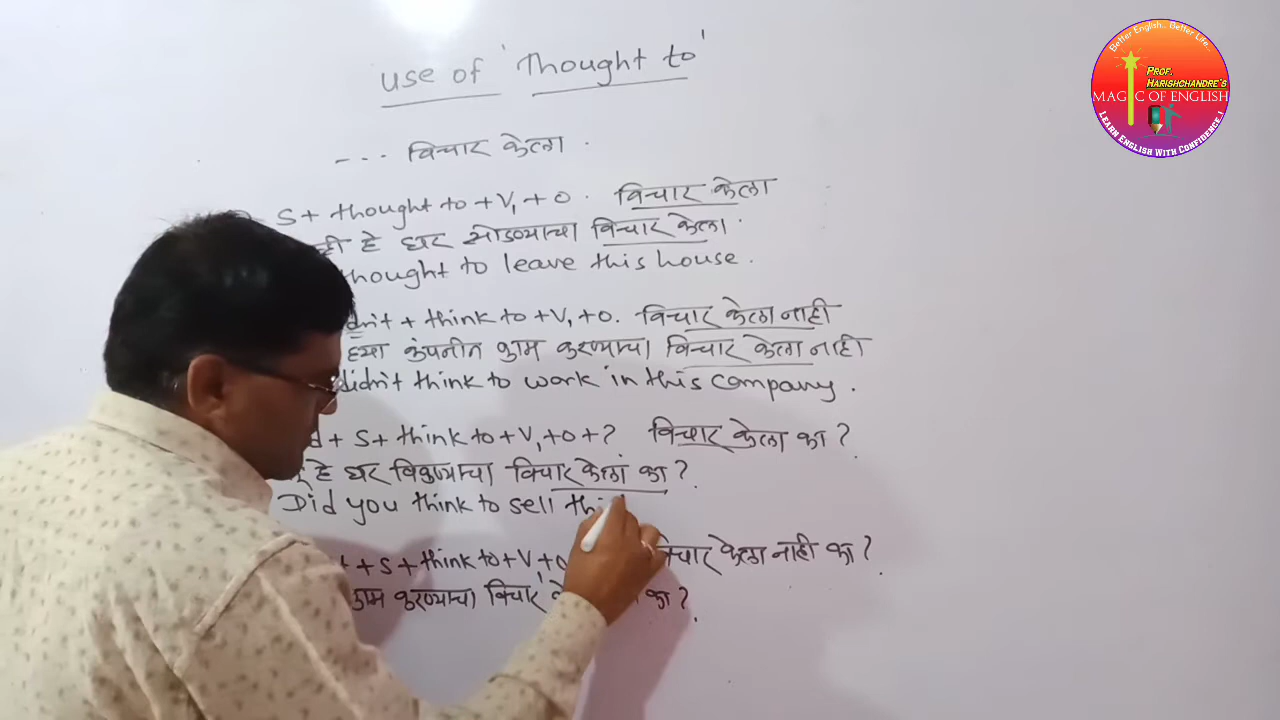 use of 'Thought to'
--- विचार केला.
S + thought to + V1 + O. विचार केला
हे घर सोडण्याचा विचार केला.
thought to leave this house.
+ think to + V1 + O. विचार केला नाही
ह्या कंपनीत काम करण्याचा विचार केला नाही
didn't think to work in this company.
+ S + think to + V1 + O + ? विचार केला का?
हे घर विकण्याचा विचार केला का?
Did you think to sell thi
+ S + think to + V1 + O विचार केला नाही का?
काम करण्याचा विचार का?
Better English... Better Life...
PROF. HARISHCHANDRE'S
MAGIC OF ENGLISH
LEARN ENGLISH WITH CONFIDENCE !